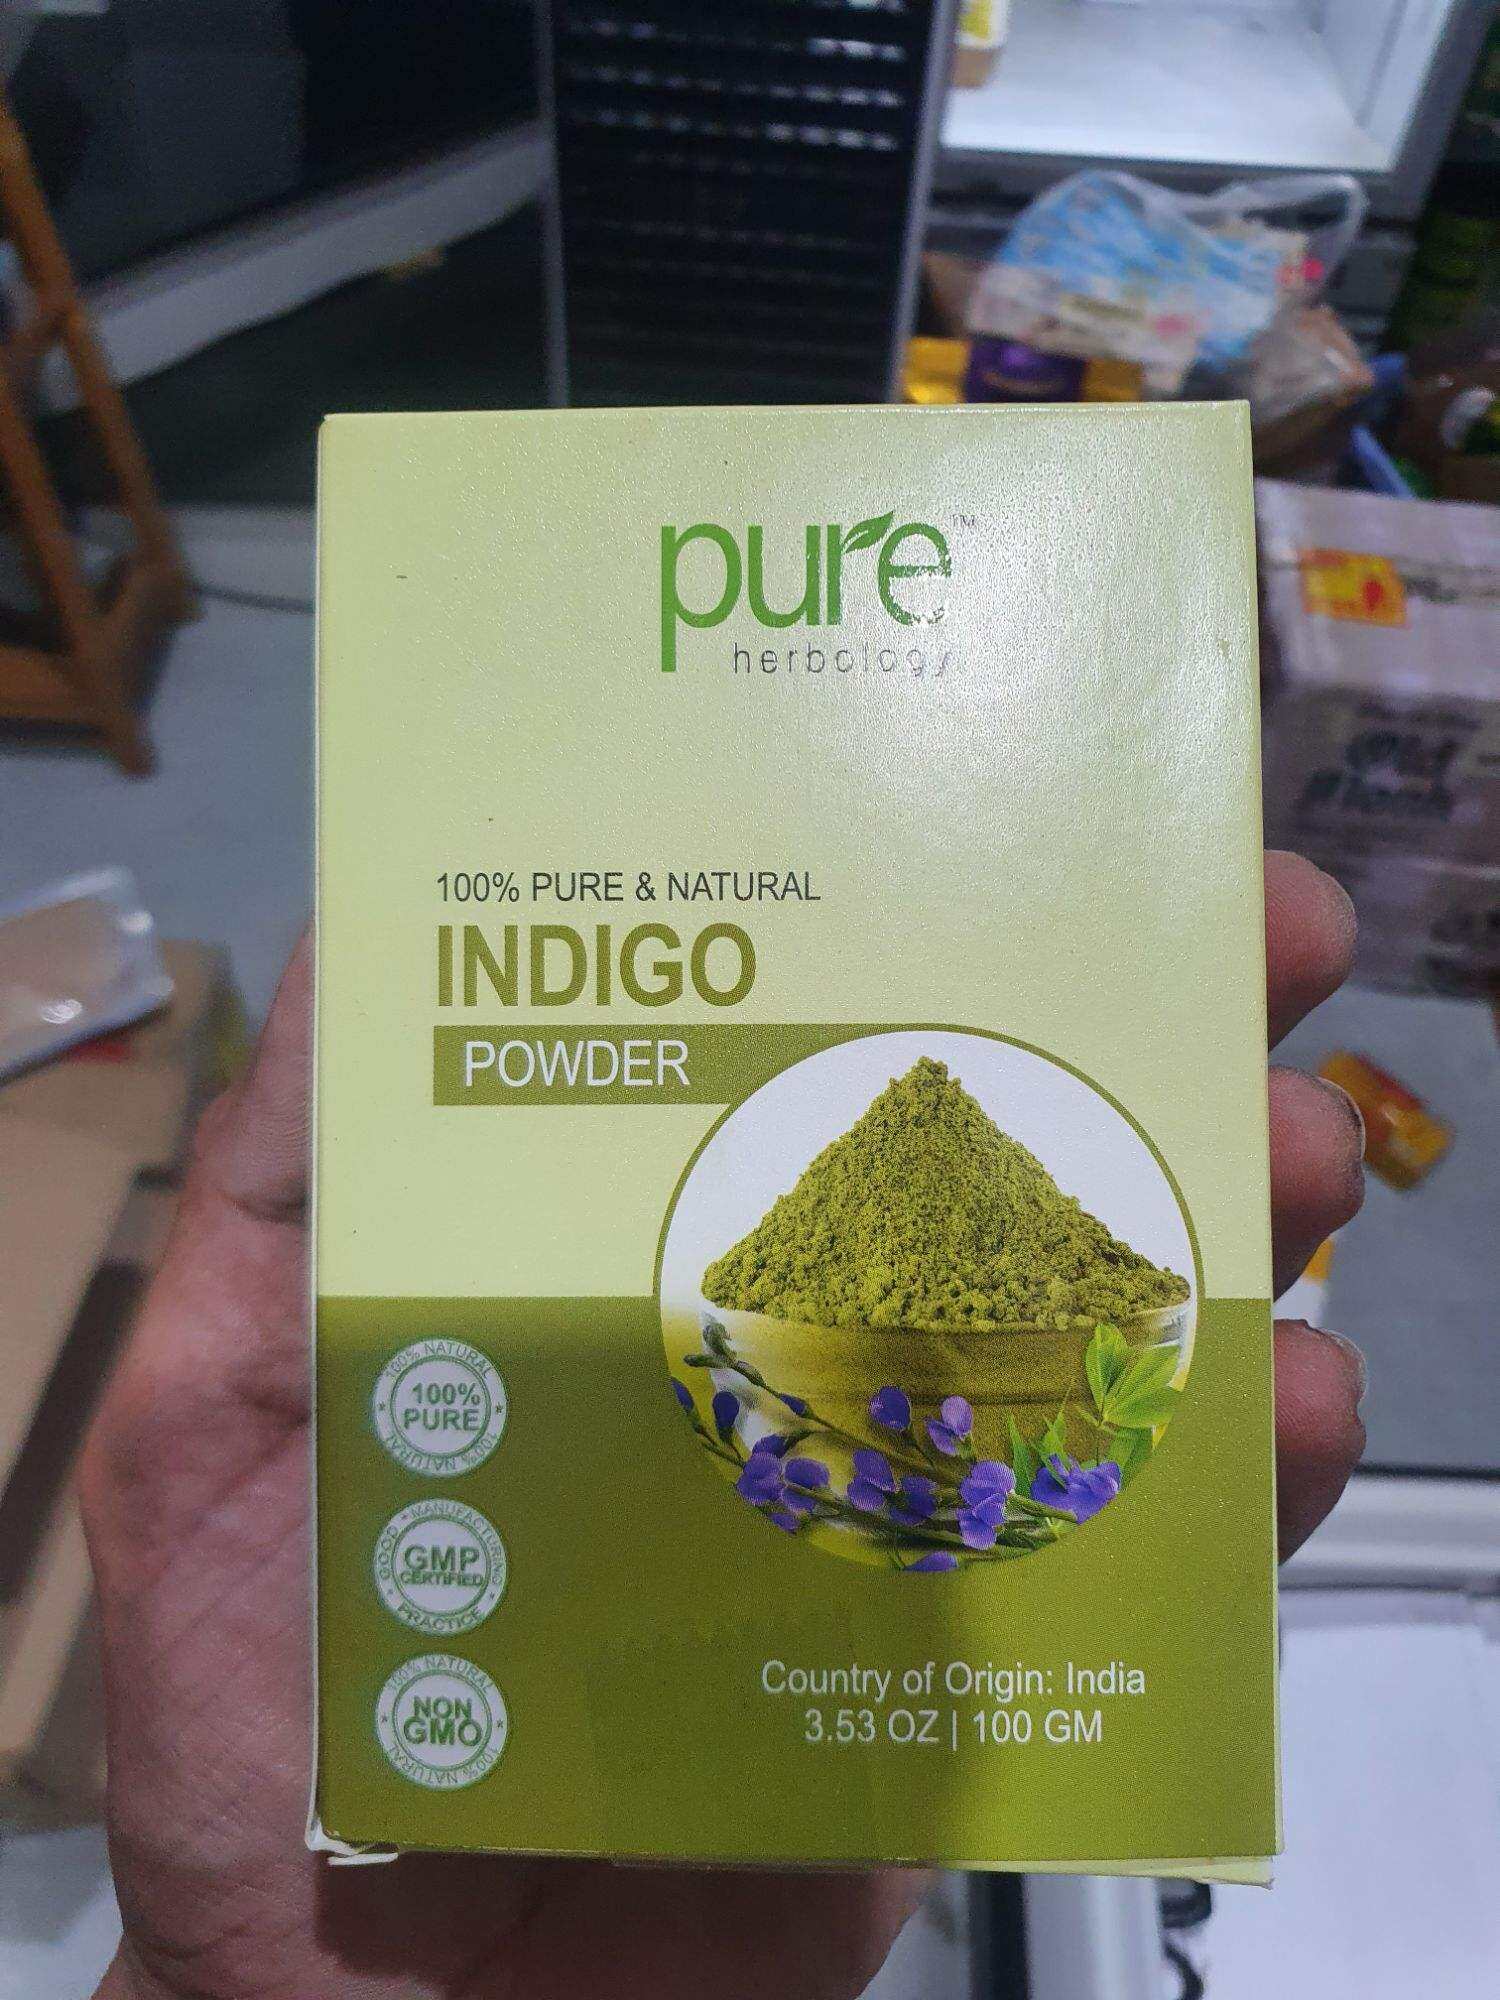 pure™
herbology
100% PURE & NATURAL
INDIGO
POWDER
100% NATURAL
100%
PURE
100% NATURAL
GOOD MANUFACTURING
GMP
CERTIFIED
PRACTICE
100% NATURAL
NON
GMO
100% NATURAL
Country of Origin: India
3.53 OZ | 100 GM